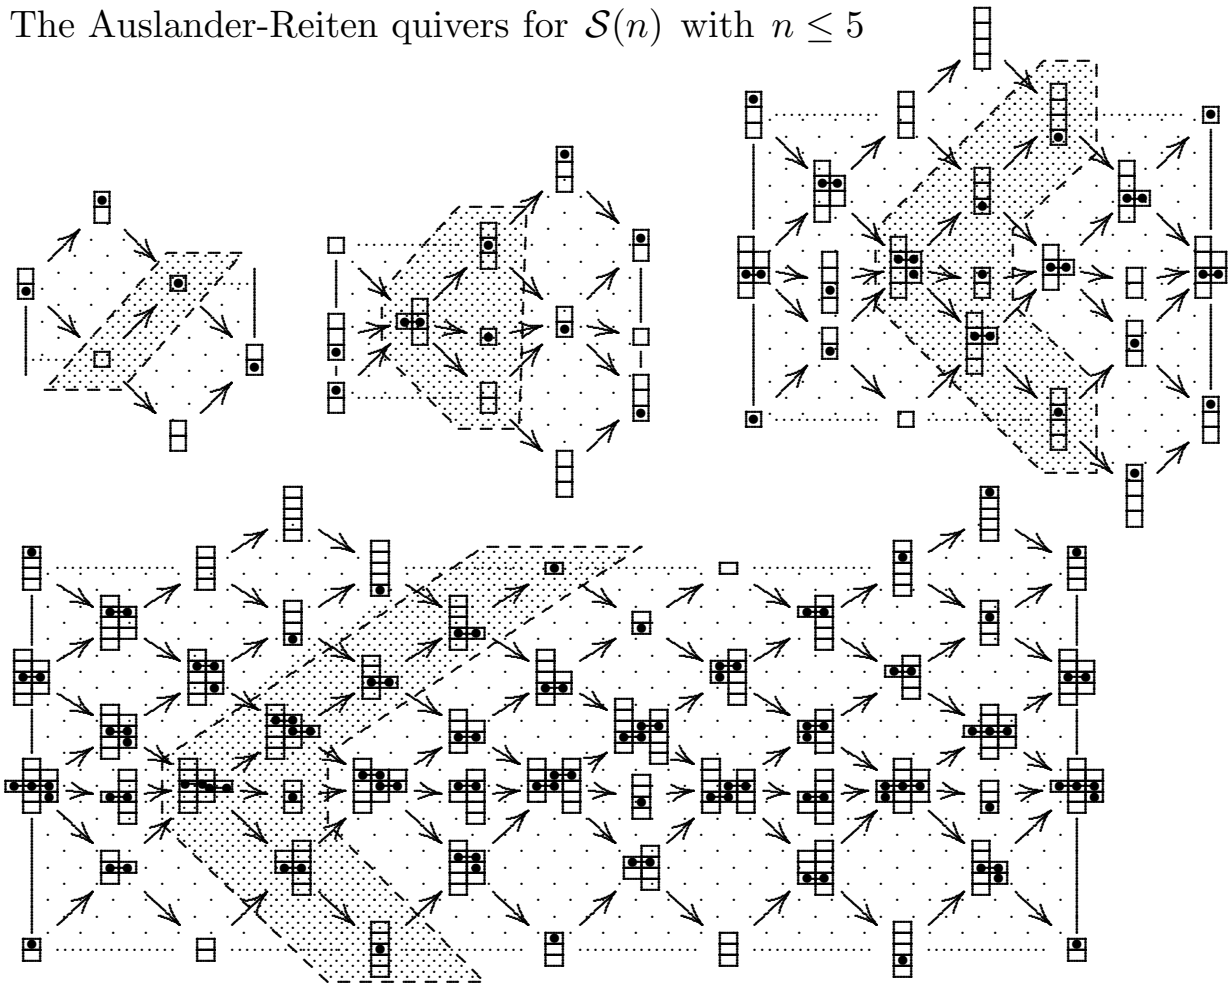 The Auslander-Reiten quivers for 𝒮(n) with n ≤ 5